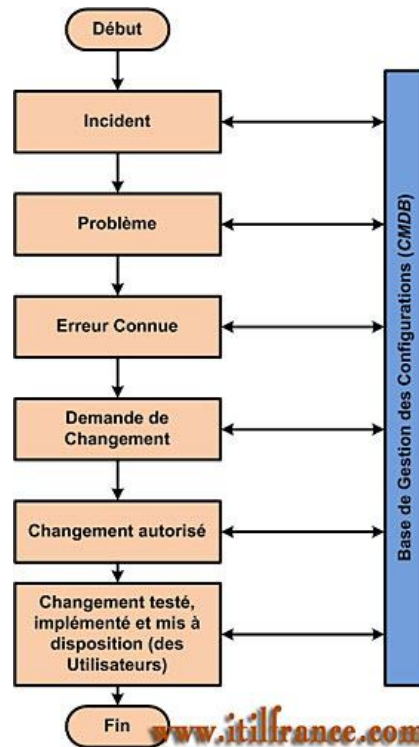 Début
Incident
Problème
Erreur Connue
Demande de
Changement
Changement autorisé
Changement testé,
implémenté et mis à
disposition (des
Utilisateurs)
Fin
Base de Gestion des Configurations (CMDB)
www.itilfrance.com